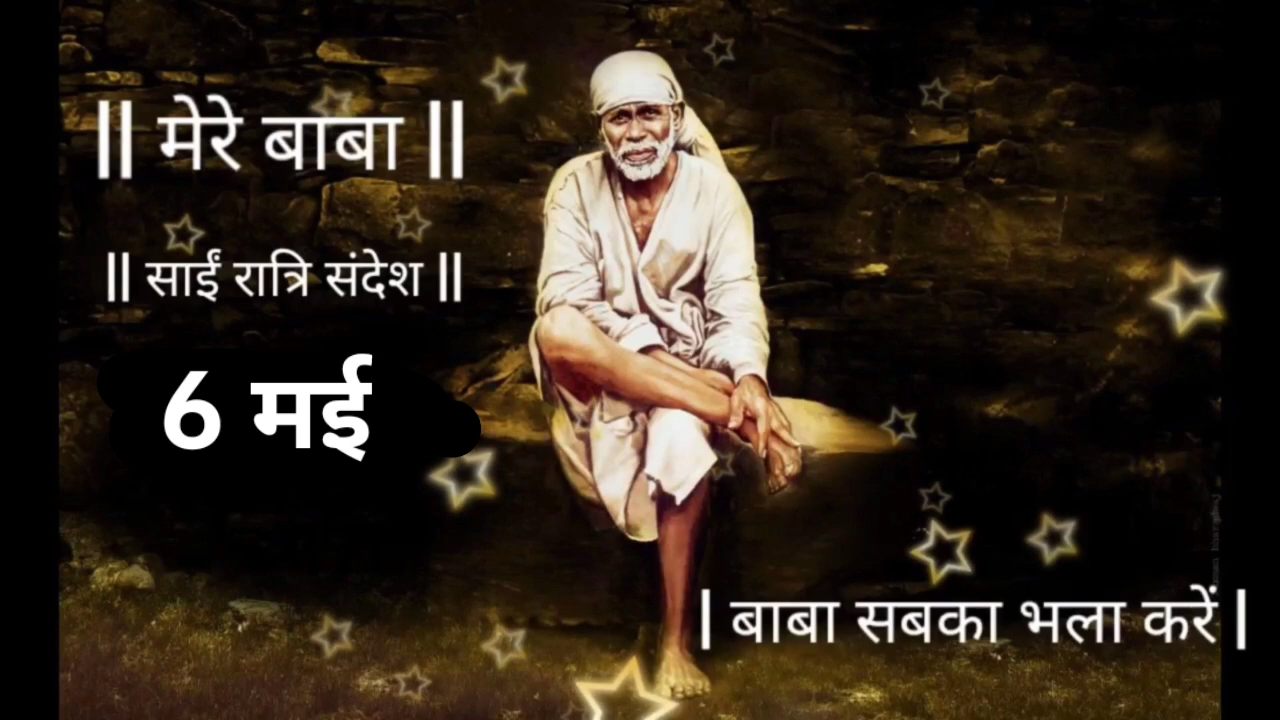 || मेरे बाबा ||
|| साईं रात्रि संदेश ||
6 मई
| बाबा सबका भला करें |